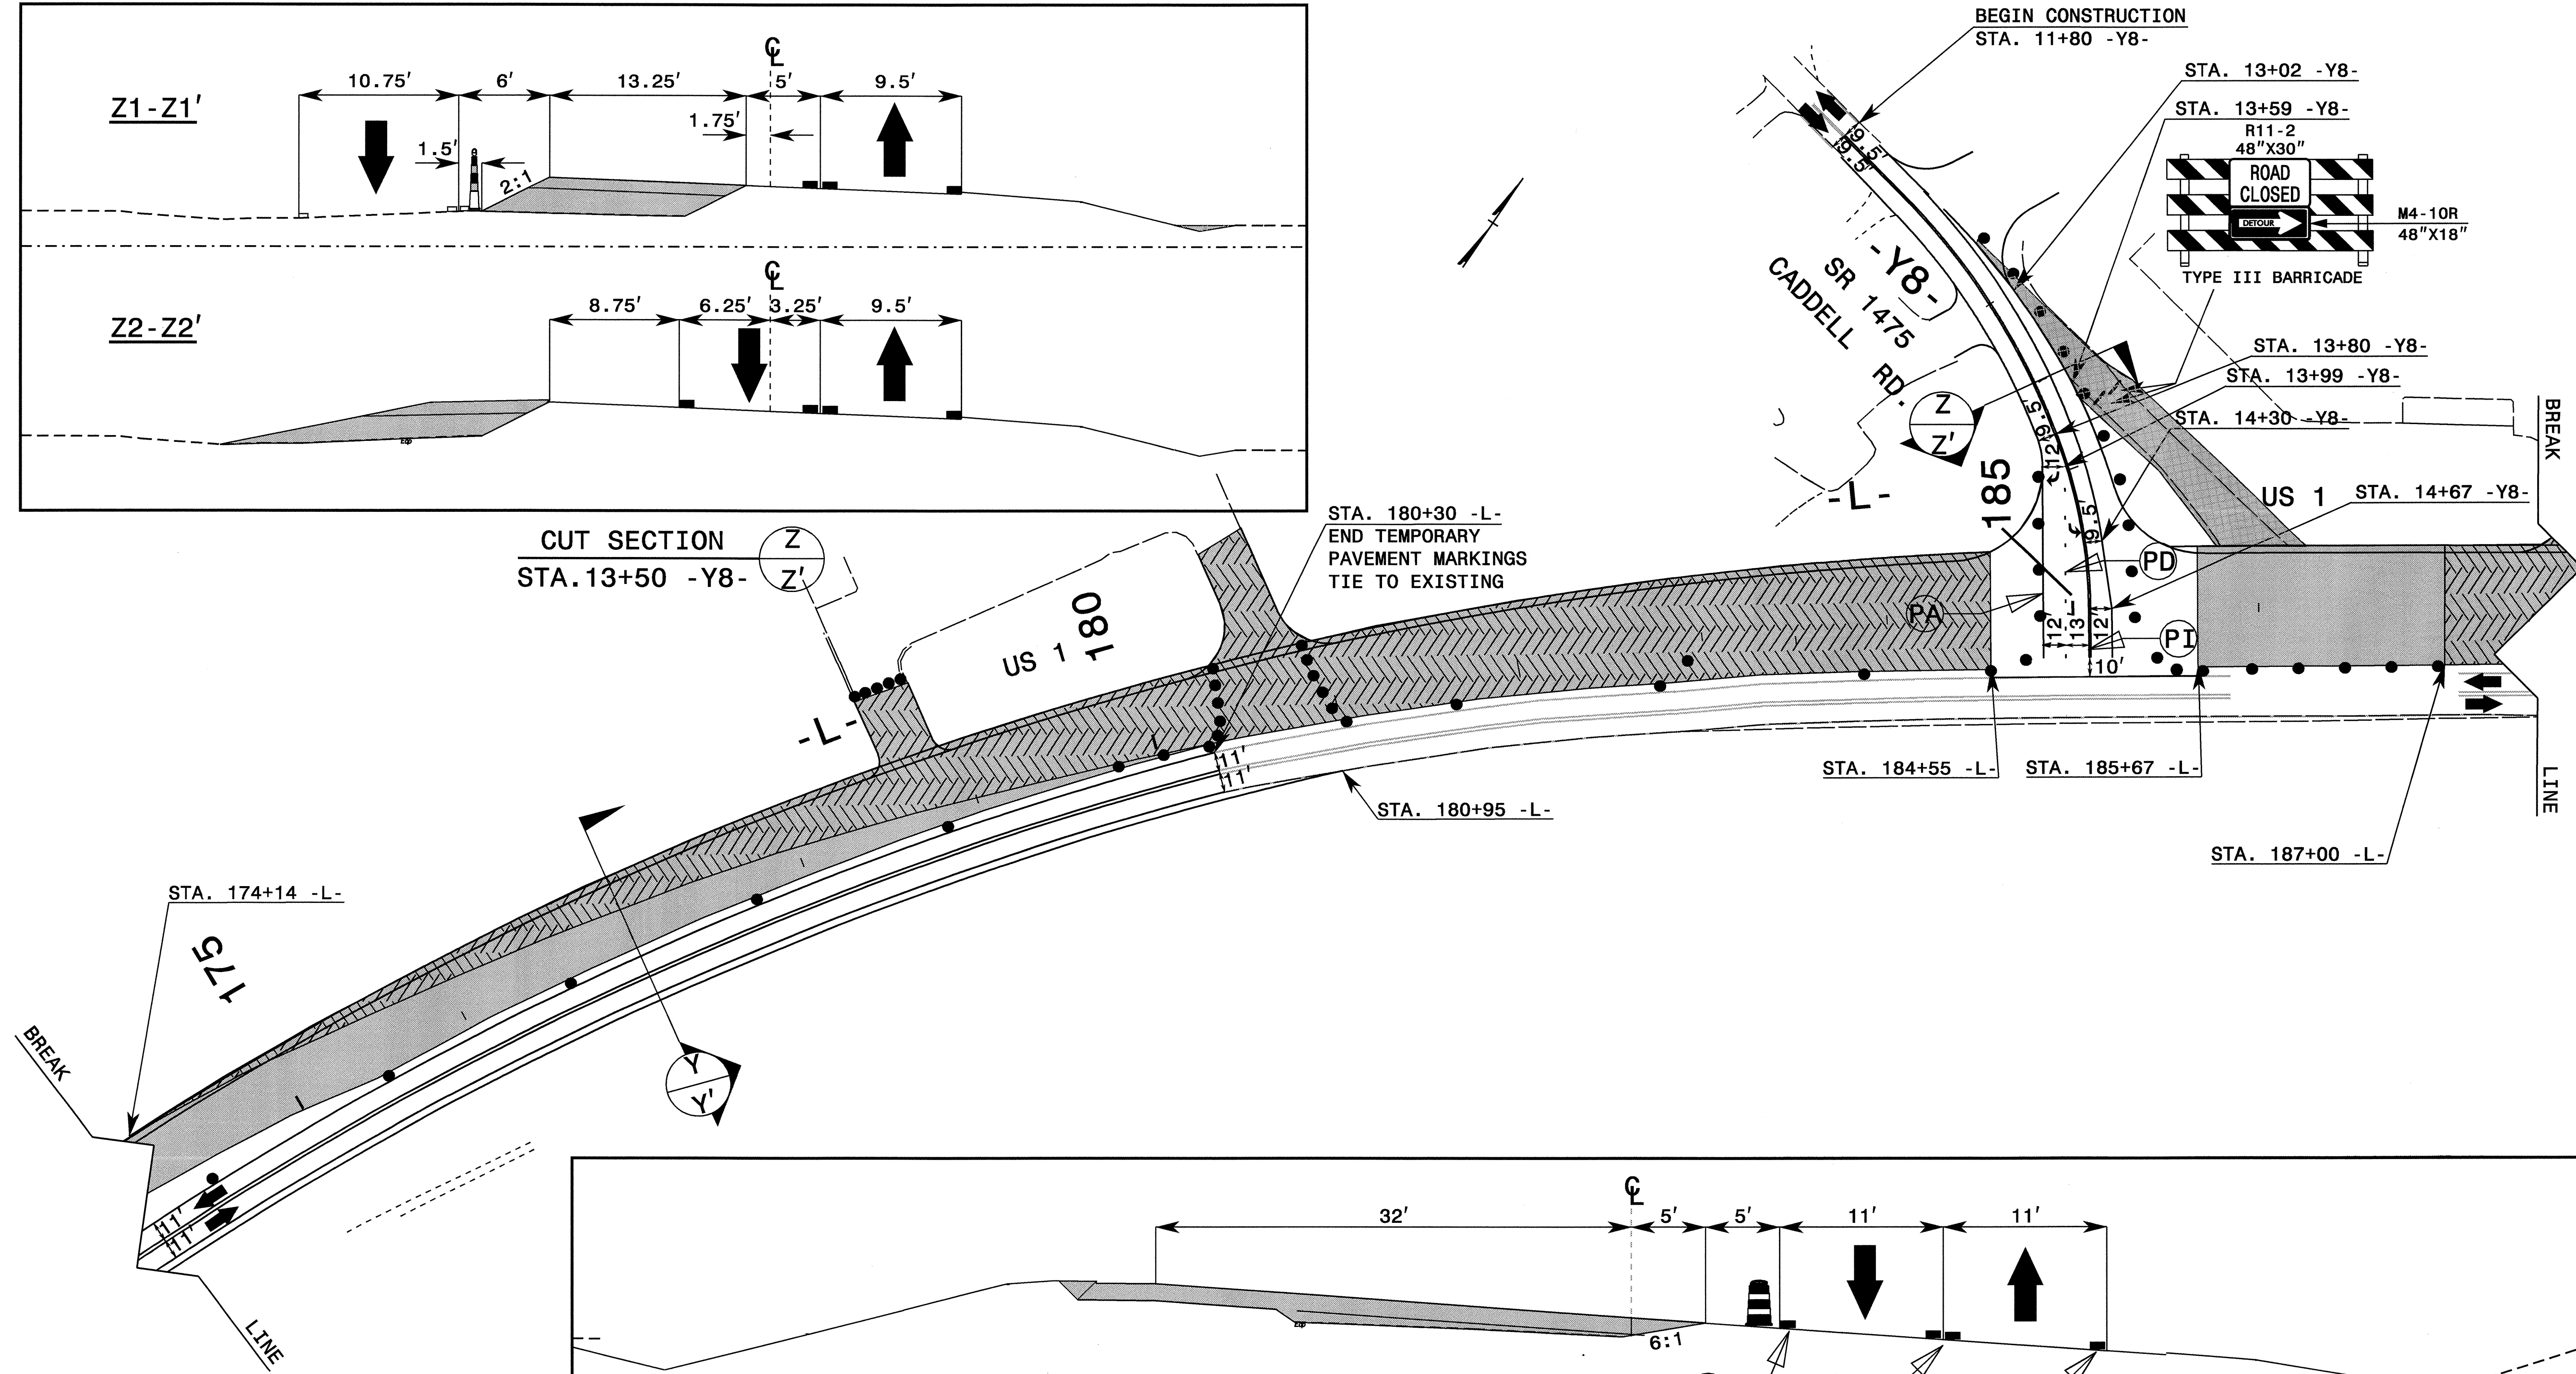 Z1-Z1'
10.75'
6'
13.25'
5'
9.5'
1.75'
1.5'
2:1
Z2-Z2'
8.75'
6.25'
3.25'
9.5'
CUT SECTION
STA.13+50 -Y8-
Z
Z'
BEGIN CONSTRUCTION
STA. 11+80 -Y8-
STA. 13+02 -Y8-
STA. 13+59 -Y8-
R11-2
48"X30"
ROAD
CLOSED
DETOUR
M4-10R
48"X18"
TYPE III BARRICADE
STA. 13+80 -Y8-
STA. 13+99 -Y8-
STA. 14+30 -Y8-
STA. 14+67 -Y8-
9.5'
9.5'
-Y8-
SR 1475
CADDELL RD.
Z
Z'
9.5'
12'
9.5'
-L-
185
US 1
BREAK
LINE
PD
PA
PI
12'
13'
12'
10'
STA. 180+30 -L-
END TEMPORARY
PAVEMENT MARKINGS
TIE TO EXISTING
US 1
180
-L-
11'
11'
STA. 180+95 -L-
STA. 184+55 -L-
STA. 185+67 -L-
STA. 187+00 -L-
STA. 174+14 -L-
175
BREAK
LINE
11'
11'
Y
Y'
32'
5'
5'
11'
11'
6:1